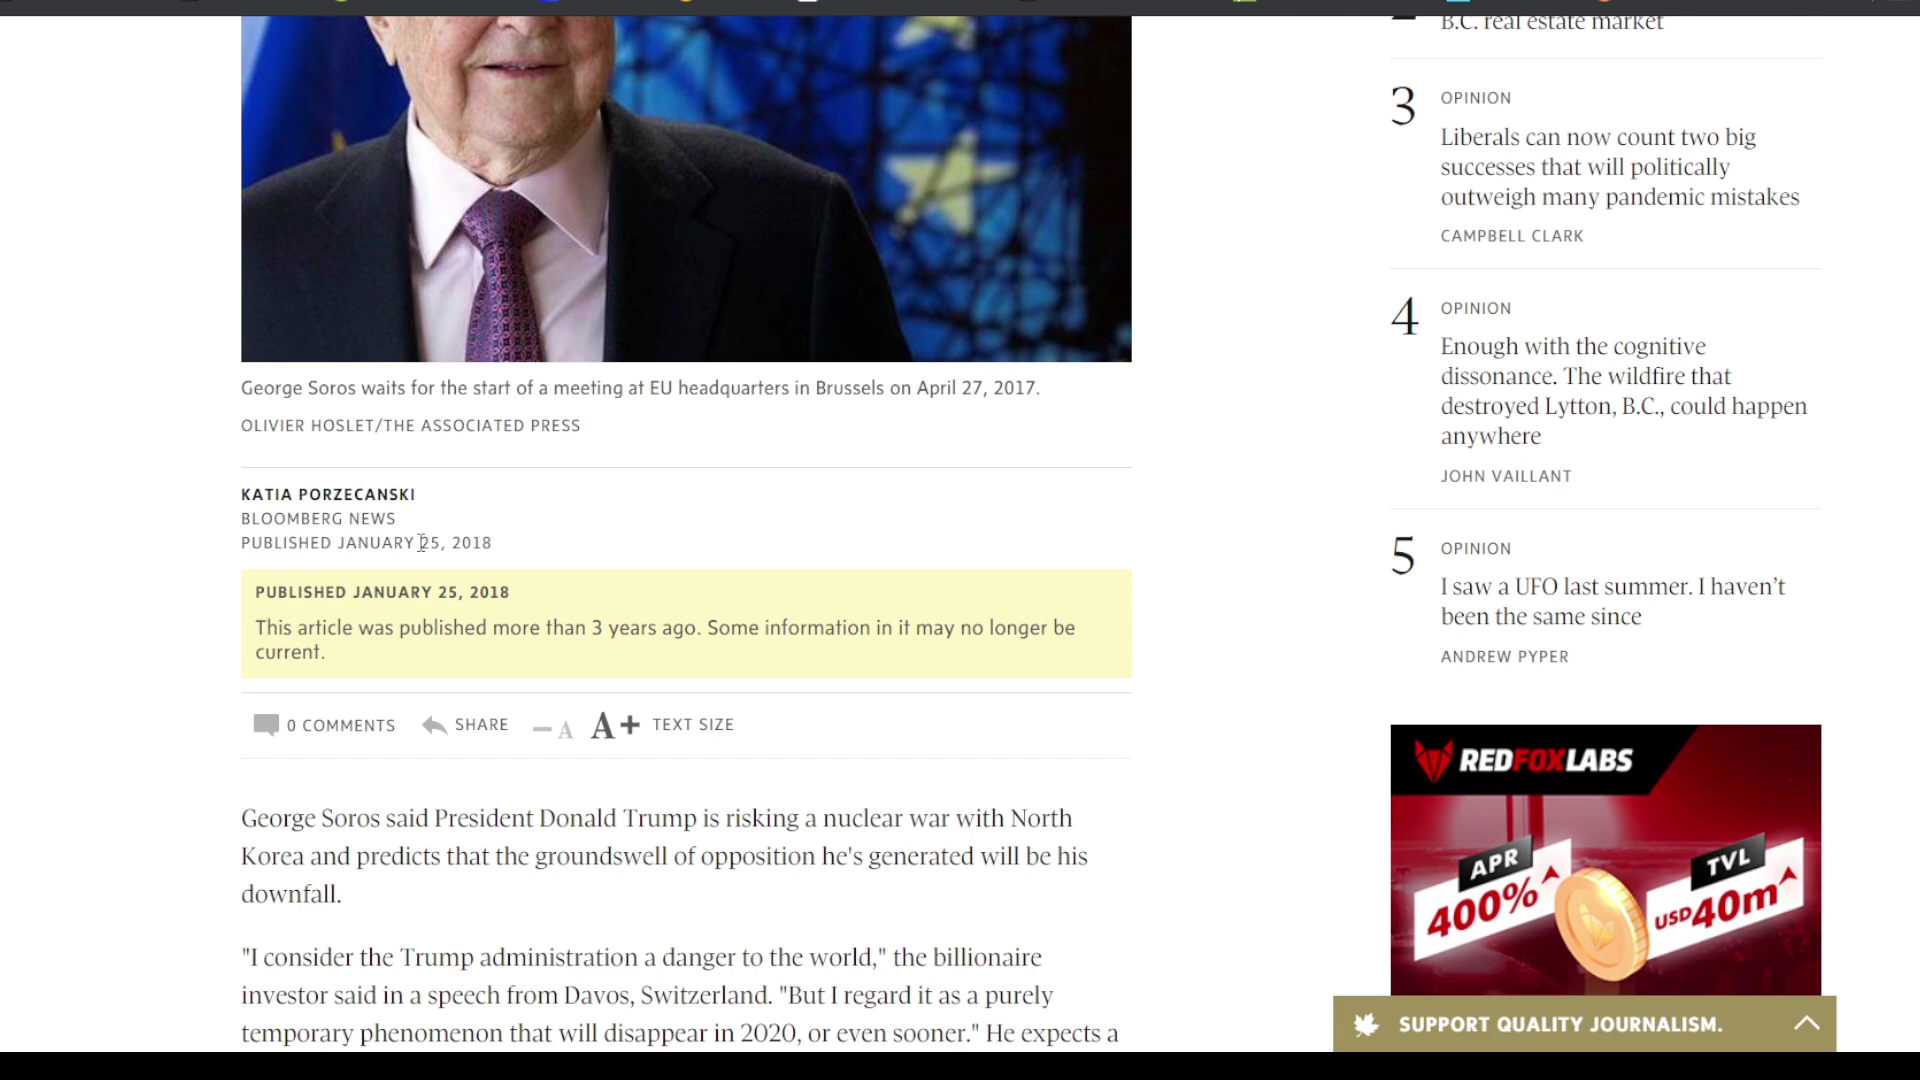 George Soros waits for the start of a meeting at EU headquarters in Brussels on April 27, 2017.
OLIVIER HOSLET/THE ASSOCIATED PRESS
KATIA PORZECANSKI
BLOOMBERG NEWS
PUBLISHED JANUARY 25, 2018
PUBLISHED JANUARY 25, 2018
This article was published more than 3 years ago. Some information in it may no longer be
current.
0 COMMENTS SHARE – A A + TEXT SIZE
George Soros said President Donald Trump is risking a nuclear war with North
Korea and predicts that the groundswell of opposition he's generated will be his
downfall.
"I consider the Trump administration a danger to the world," the billionaire
investor said in a speech from Davos, Switzerland. "But I regard it as a purely
temporary phenomenon that will disappear in 2020, or even sooner." He expects a
B.C. real estate market
3
OPINION
Liberals can now count two big
successes that will politically
outweigh many pandemic mistakes
CAMPBELL CLARK
4
OPINION
Enough with the cognitive
dissonance. The wildfire that
destroyed Lytton, B.C., could happen
anywhere
JOHN VAILLANT
5
OPINION
I saw a UFO last summer. I haven't
been the same since
ANDREW PYPER
REDFOXLABS
APR
400%
TVL
USD40m
SUPPORT QUALITY JOURNALISM.